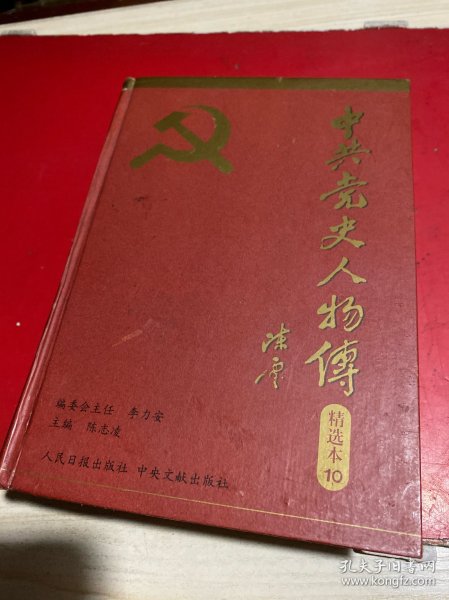 中共党史人物傳
陈云
精选本
10
编委会主任 李力安
主编 陈志凌
人民日报出版社 中央文献出版社
孔夫子旧书网
www.kongfz.com